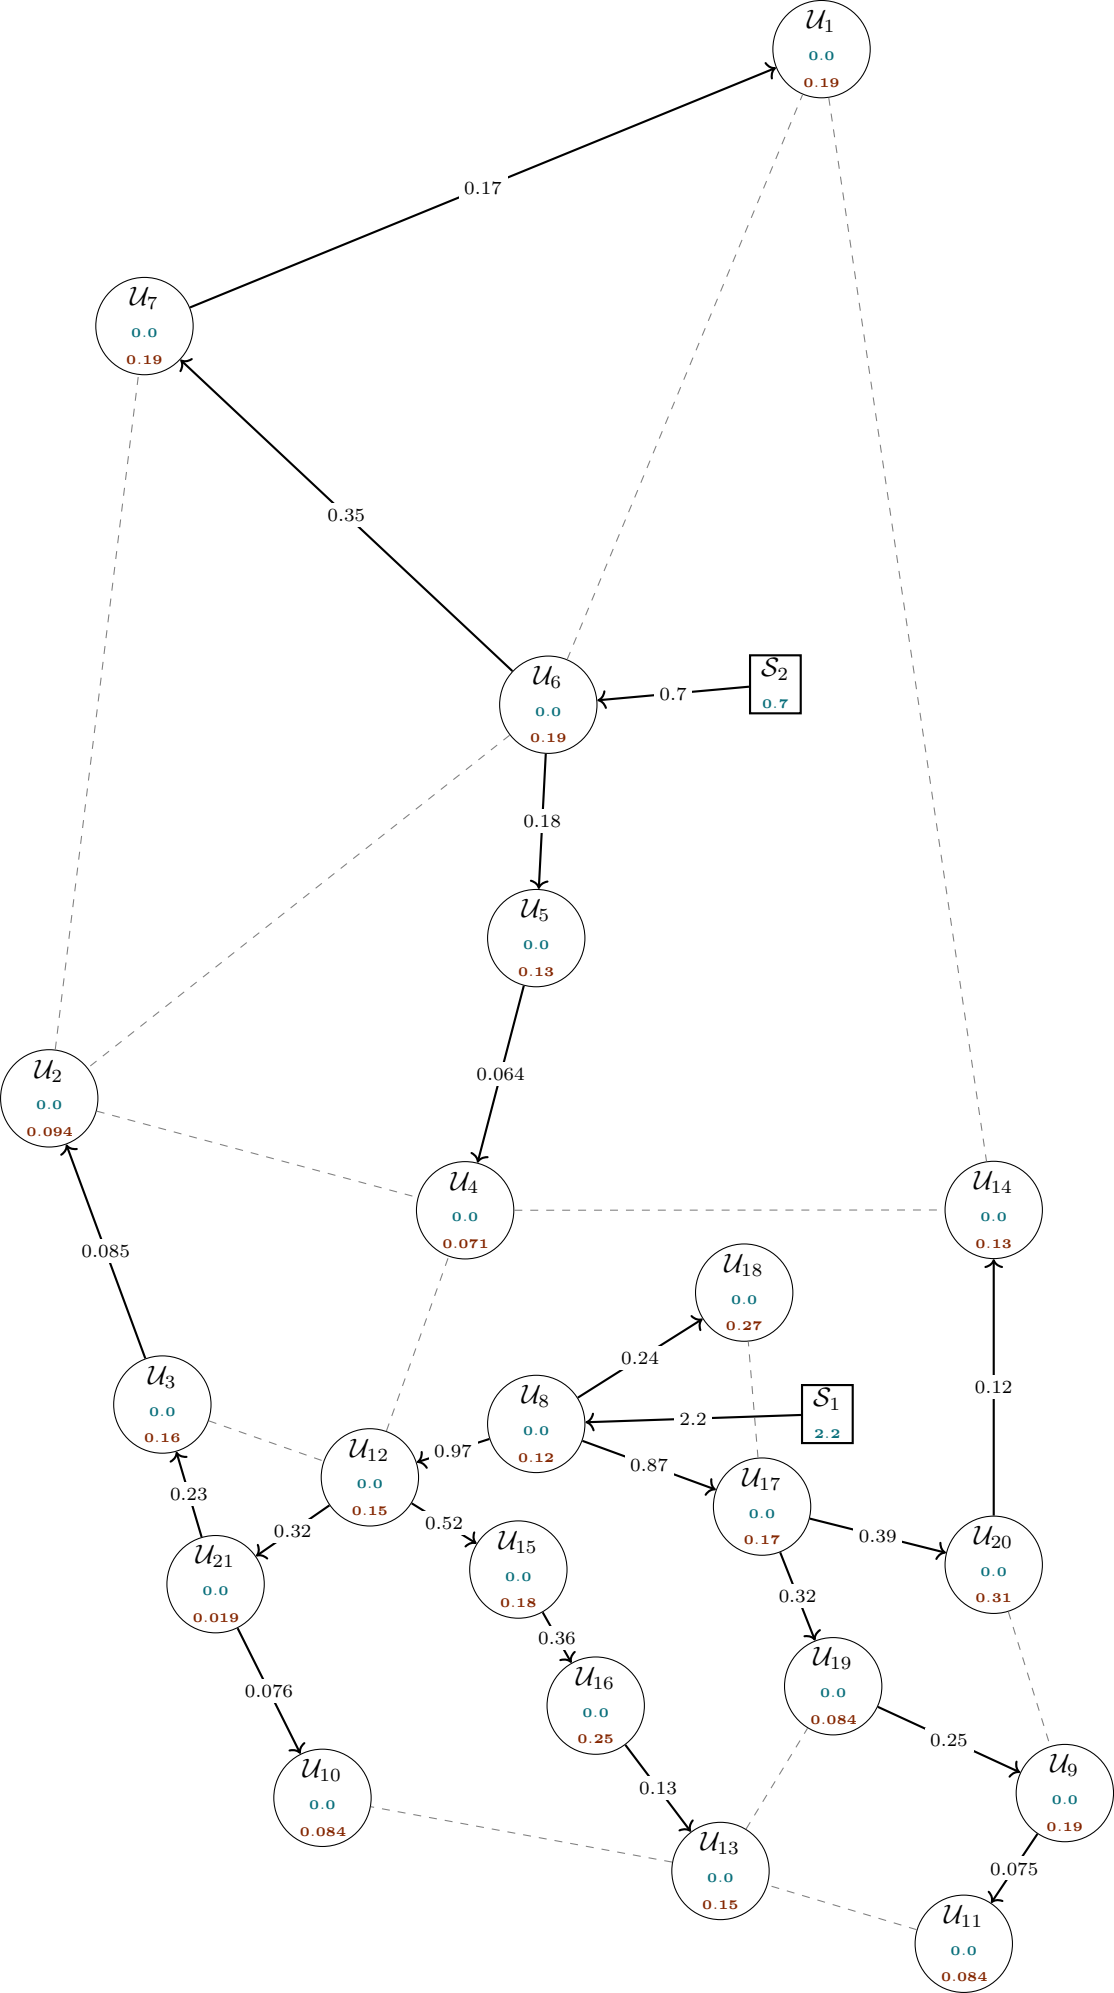 𝒰₁
0.0
0.19
0.17
𝒰₇
0.0
0.19
0.35
𝒰₆
0.0
0.19
0.7
𝒮₂
0.7
0.18
𝒰₅
0.0
0.13
0.064
𝒰₂
0.0
0.094
𝒰₄
0.0
0.071
𝒰₁₄
0.0
0.13
0.085
𝒰₁₈
0.0
0.27
0.24
𝒰₃
0.0
0.16
𝒰₈
0.0
0.12
2.2
𝒮₁
2.2
0.12
𝒰₁₂
0.0
0.15
0.97
0.87
𝒰₁₇
0.0
0.17
0.23
0.32
0.52
0.39
𝒰₂₁
0.0
0.019
𝒰₁₅
0.0
0.18
𝒰₂₀
0.0
0.31
0.32
0.36
0.076
𝒰₁₆
0.0
0.25
𝒰₁₉
0.0
0.084
0.25
𝒰₁₀
0.0
0.084
0.13
𝒰₉
0.0
0.19
𝒰₁₃
0.0
0.15
0.075
𝒰₁₁
0.0
0.084